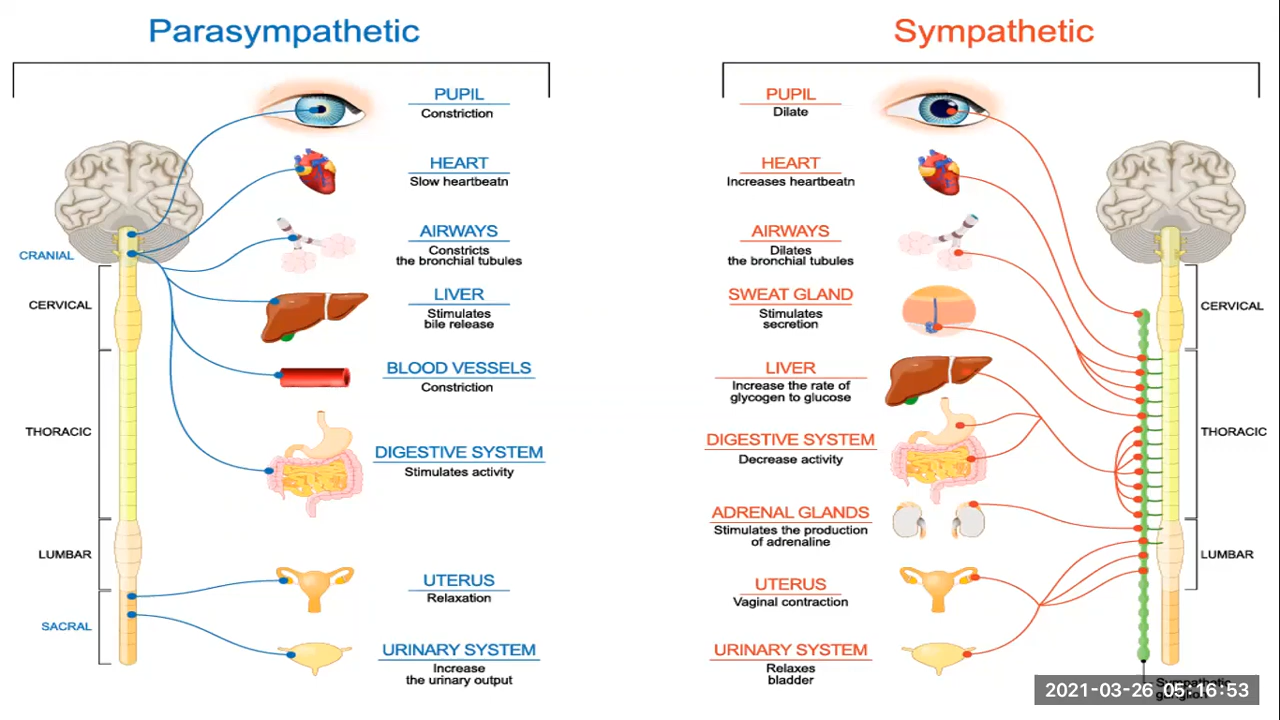 Parasympathetic
PUPIL
Constriction
HEART
Slow heartbeatn
AIRWAYS
Constricts
the bronchial tubules
LIVER
Stimulates
bile release
BLOOD VESSELS
Constriction
DIGESTIVE SYSTEM
Stimulates activity
UTERUS
Relaxation
URINARY SYSTEM
Increase
the urinary output
CRANIAL
CERVICAL
THORACIC
LUMBAR
SACRAL
Sympathetic
PUPIL
Dilate
HEART
Increases heartbeatn
AIRWAYS
Dilates
the bronchial tubules
SWEAT GLAND
Stimulates
secretion
LIVER
Increase the rate of
glycogen to glucose
DIGESTIVE SYSTEM
Decrease activity
ADRENAL GLANDS
Stimulates the production
of adrenaline
UTERUS
Vaginal contraction
URINARY SYSTEM
Relaxes
bladder
CERVICAL
THORACIC
LUMBAR
Sympathetic
ganglion
2021-03-26 05:16:53